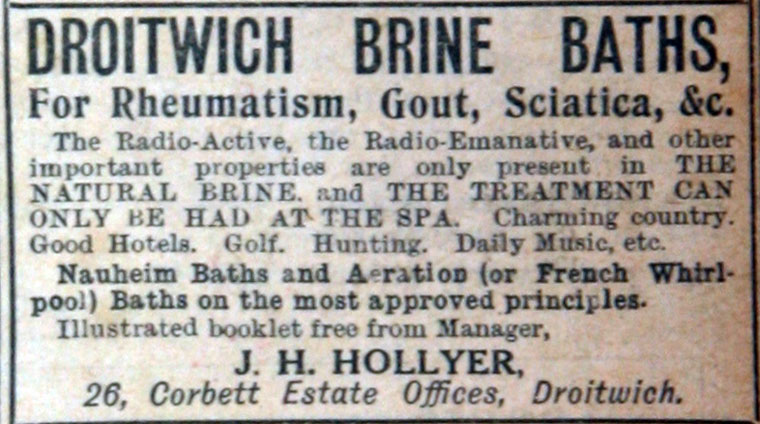 DROITWICH BRINE BATHS,
For Rheumatism, Gout, Sciatica, &c.
The Radio-Active, the Radio-Emanative, and other
important properties are only present in THE
NATURAL BRINE. and THE TREATMENT CAN
ONLY BE HAD AT THE SPA. Charming country.
Good Hotels. Golf. Hunting. Daily Music, etc.
Nauheim Baths and Aeration (or French Whirl-
pool) Baths on the most approved principles.
Illustrated booklet free from Manager,
J. H. HOLLYER,
26, Corbett Estate Offices, Droitwich.